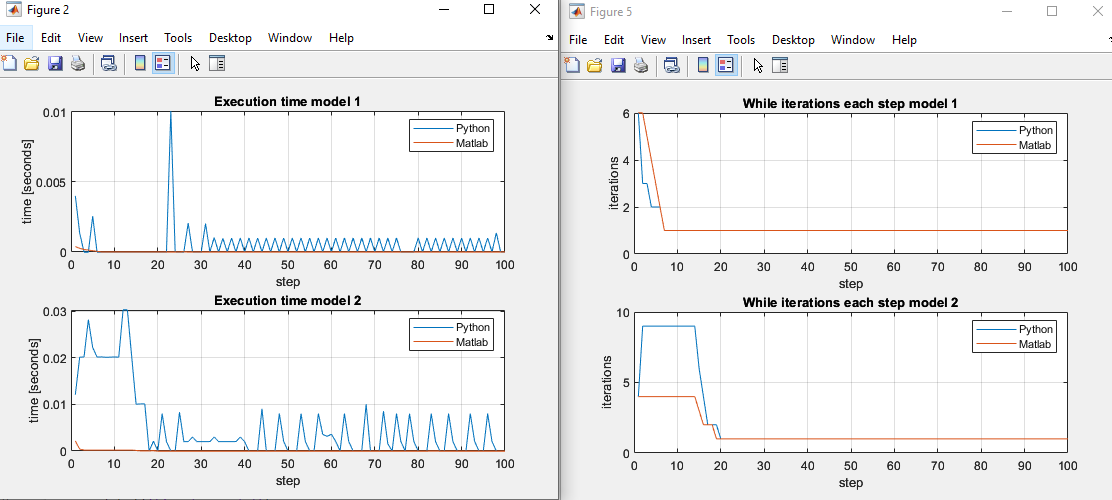 Figure 2
File Edit View Insert Tools Desktop Window Help
Execution time model 1
0.01
0.005
0
time [seconds]
Python
Matlab
0 10 20 30 40 50 60 70 80 90 100
step
Execution time model 2
0.03
0.02
0.01
0
time [seconds]
Python
Matlab
0 10 20 30 40 50 60 70 80 90 100
step
Figure 5
File Edit View Insert Tools Desktop Window Help
While iterations each step model 1
6
4
2
0
iterations
Python
Matlab
0 10 20 30 40 50 60 70 80 90 100
step
While iterations each step model 2
10
5
0
iterations
Python
Matlab
0 10 20 30 40 50 60 70 80 90 100
step